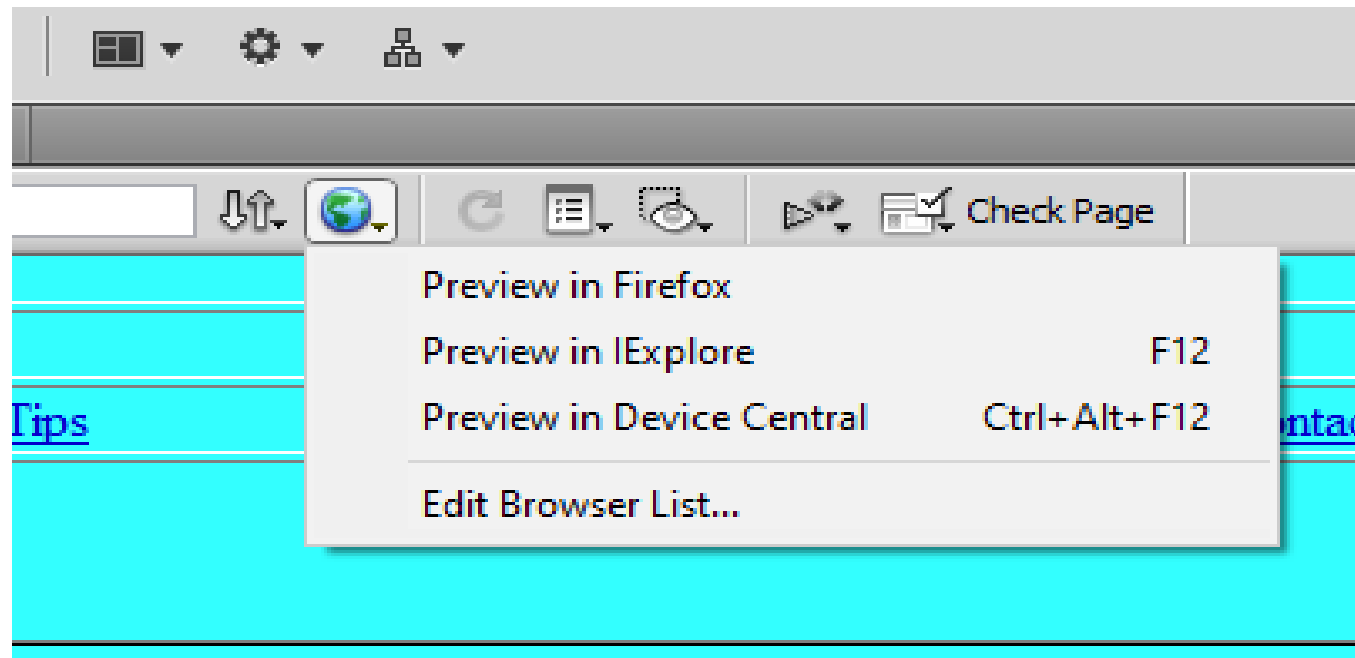 Check Page
Preview in Firefox
Preview in IExplore F12
Preview in Device Central Ctrl+Alt+F12
Tips
Edit Browser List...